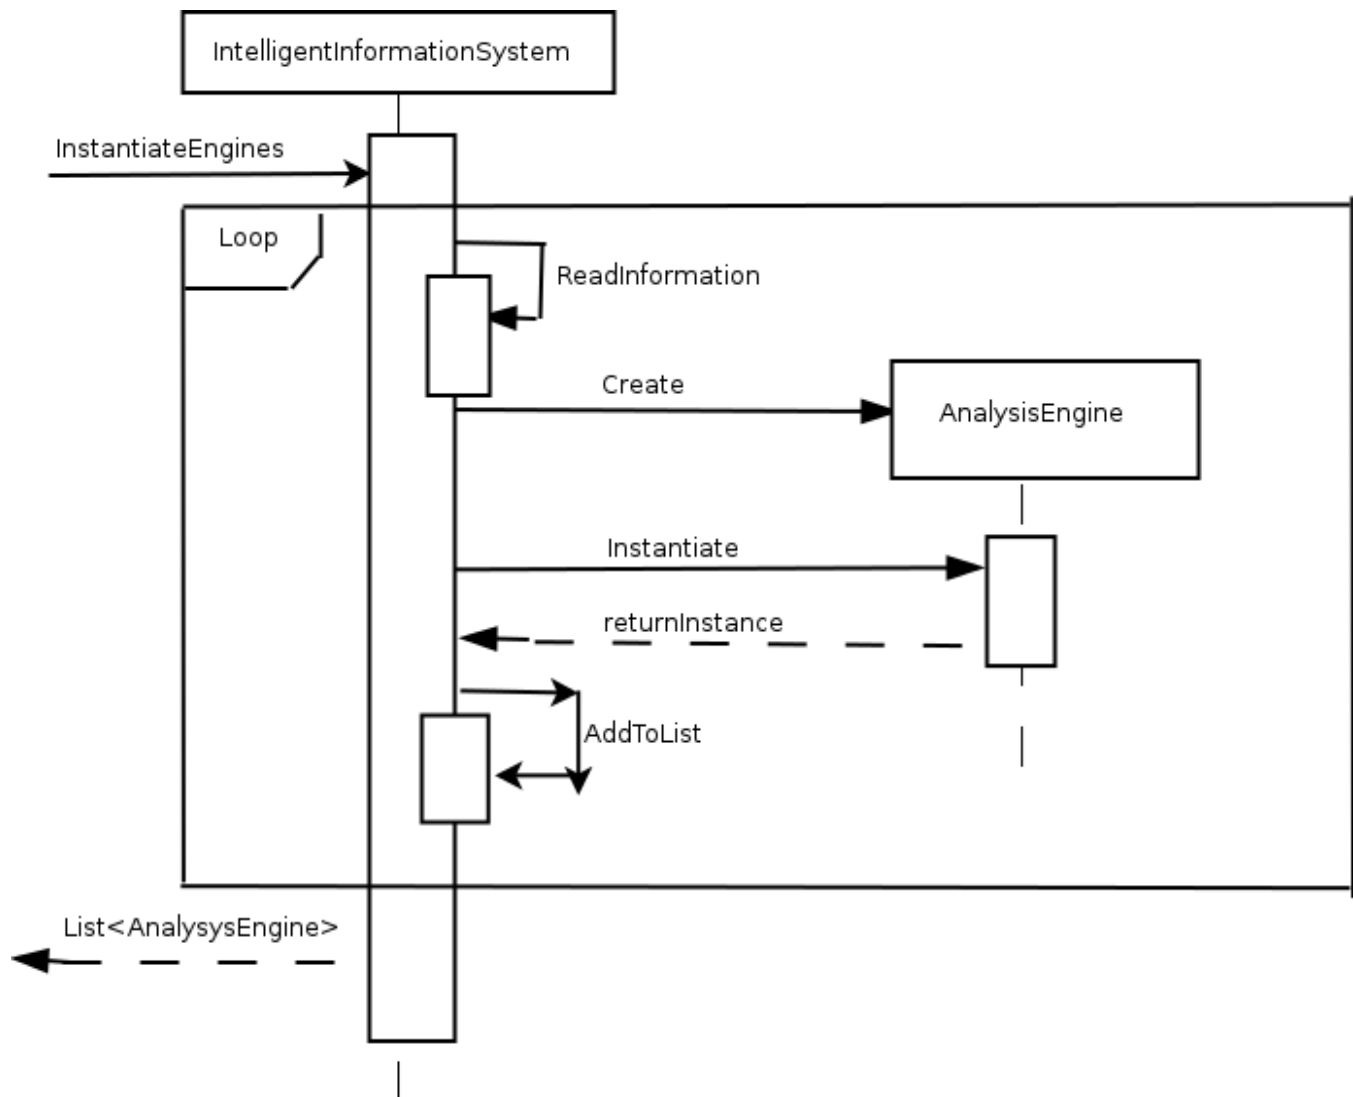 IntelligentInformationSystem
InstantiateEngines
Loop
ReadInformation
Create
AnalysisEngine
Instantiate
returnInstance
AddToList
List<AnalysysEngine>